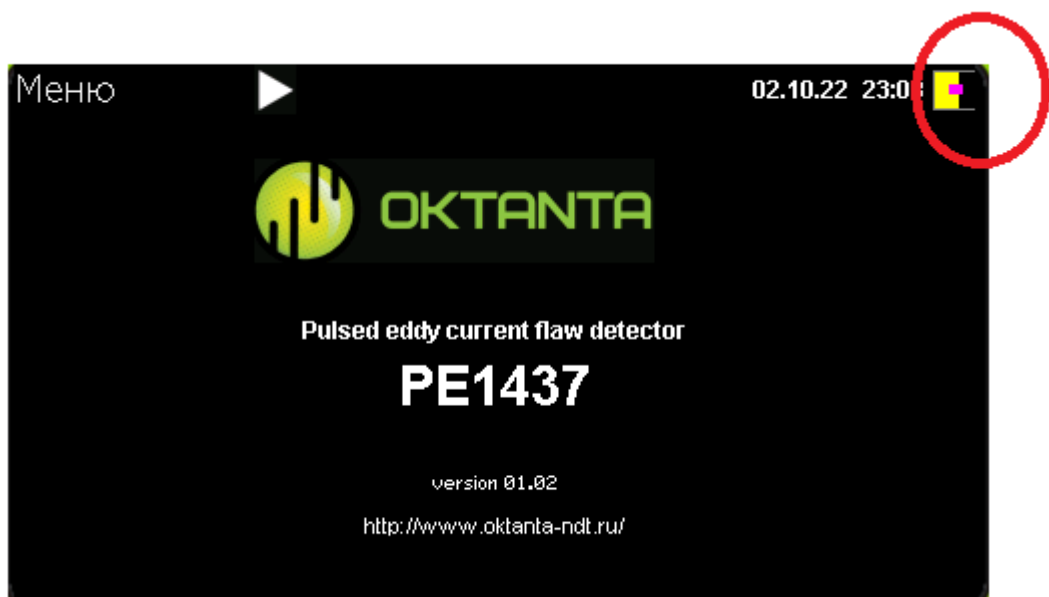 Меню
02.10.22
OKTANTA
Pulsed eddy current flaw detector
PE1437
version 01.02
http://www.oktanta-ndt.ru/